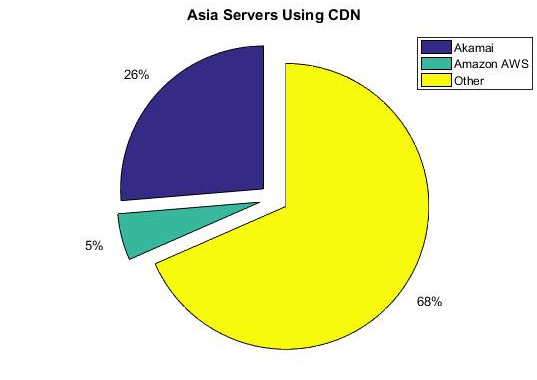 Asia Servers Using CDN
Akamai
Amazon AWS
Other
26%
5%
68%